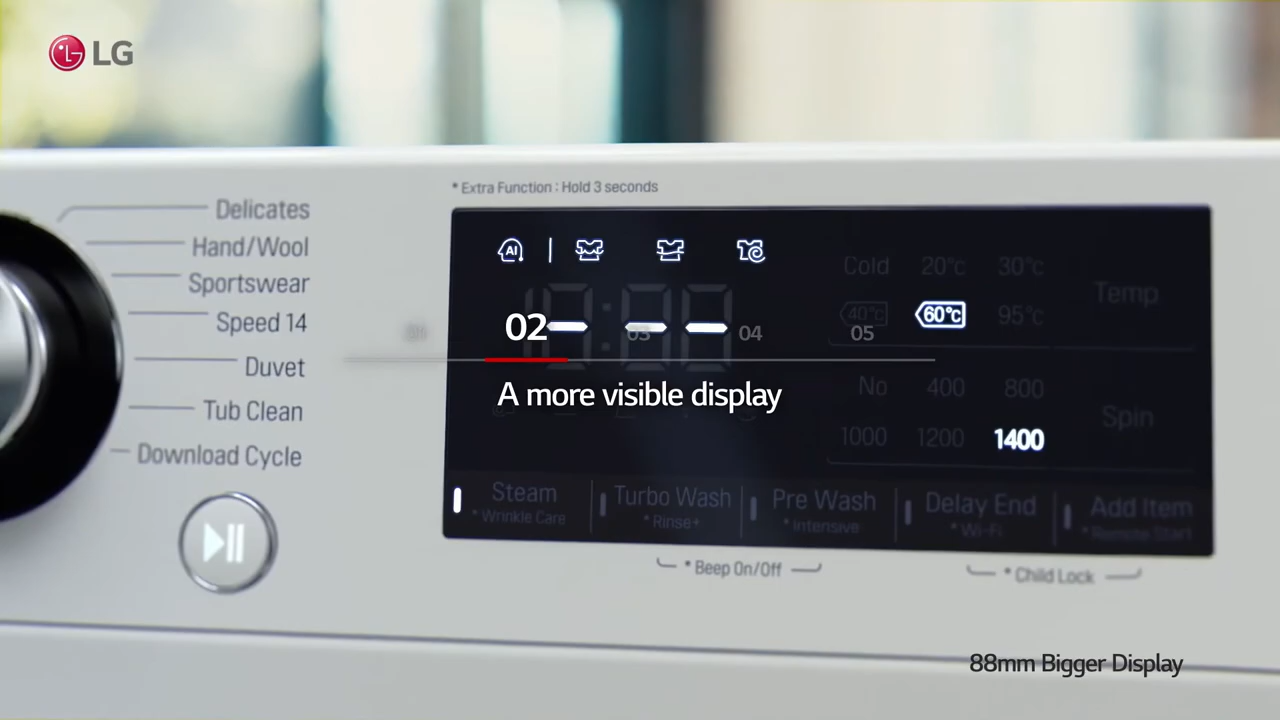 LG
* Extra Function : Hold 3 seconds
Delicates
Hand/Wool
Sportswear
Speed 14
Duvet
Tub Clean
Download Cycle
AI
Cold 20°c 30°c
Temp
40°c 60°c 95°c
02 03 04 05
A more visible display
No 400 800
Spin
1000 1200 1400
Steam
* Wrinkle Care
Turbo Wash
* Rinse+
Pre Wash
* Intensive
Delay End
* Wi-Fi
Add Item
* Remote Start
* Beep On/Off
* Child Lock
88mm Bigger Display